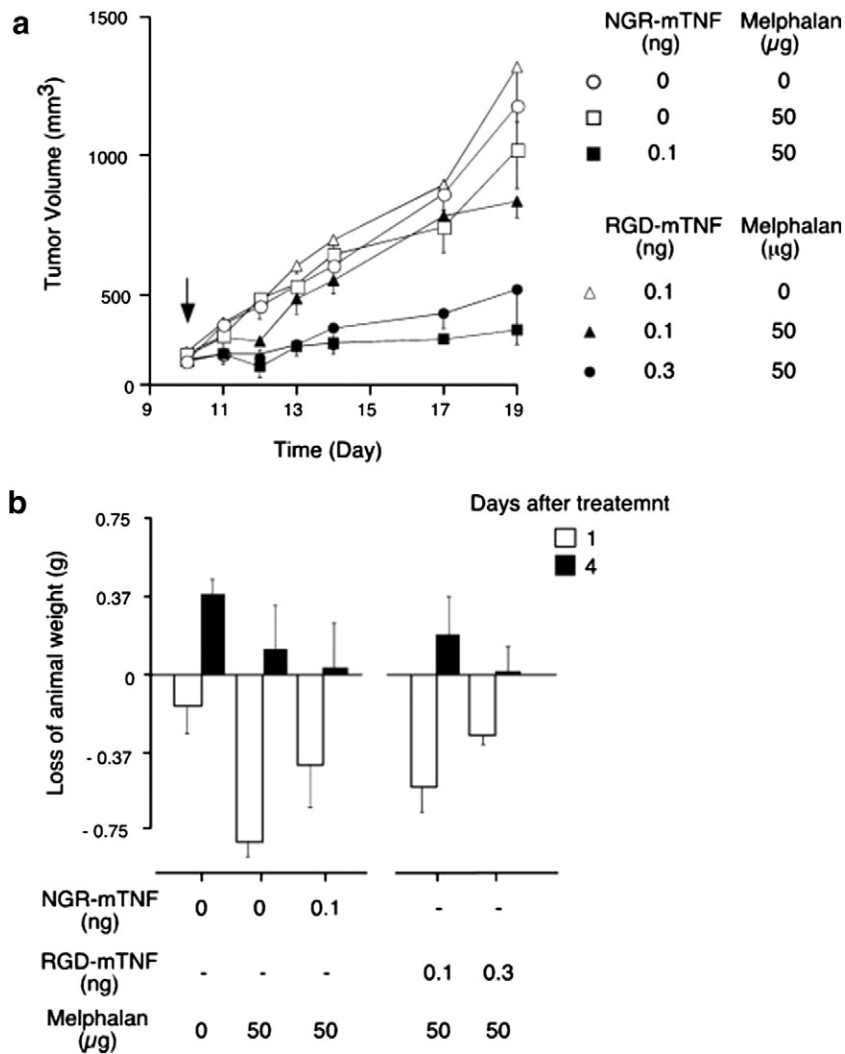 a
1500
1000
500
0
Tumor Volume (mm³)
9 11 13 15 17 19
Time (Day)
NGR-mTNF Melphalan
(ng) (µg)
0 0
0 50
0.1 50
RGD-mTNF Melphalan
(ng) (µg)
0.1 0
0.1 50
0.3 50
b
Days after treatemnt
1
4
0.75
0.37
0
- 0.37
- 0.75
Loss of animal weight (g)
NGR-mTNF 0 0 0.1 - -
(ng)
RGD-mTNF - - - 0.1 0.3
(ng)
Melphalan 0 50 50 50 50
(µg)